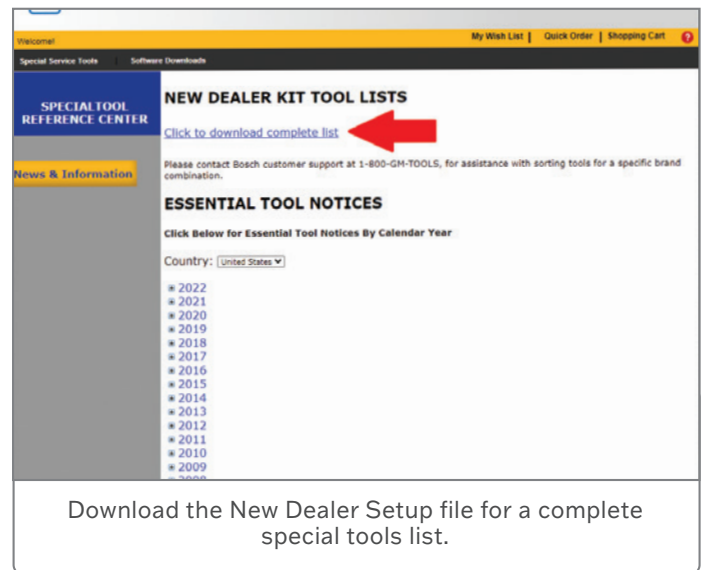 Welcome!
My Wish List | Quick Order | Shopping Cart ?
Special Service Tools | Software Downloads
SPECIALTOOL
REFERENCE CENTER
News & Information
NEW DEALER KIT TOOL LISTS
Click to download complete list
Please contact Bosch customer support at 1-800-GM-TOOLS, for assistance with sorting tools for a specific brand
combination.
ESSENTIAL TOOL NOTICES
Click Below for Essential Tool Notices By Calendar Year
Country: United States
2022
2021
2020
2019
2018
2017
2016
2015
2014
2013
2012
2011
2010
2009
Download the New Dealer Setup file for a complete
special tools list.